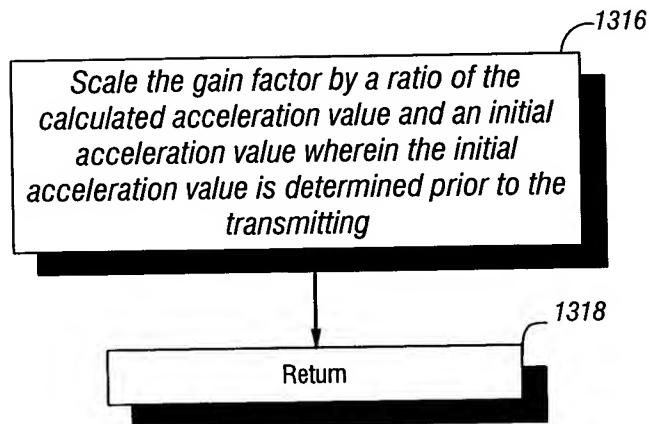 1316
Scale the gain factor by a ratio of the
calculated acceleration value and an initial
acceleration value wherein the initial
acceleration value is determined prior to the
transmitting
1318
Return